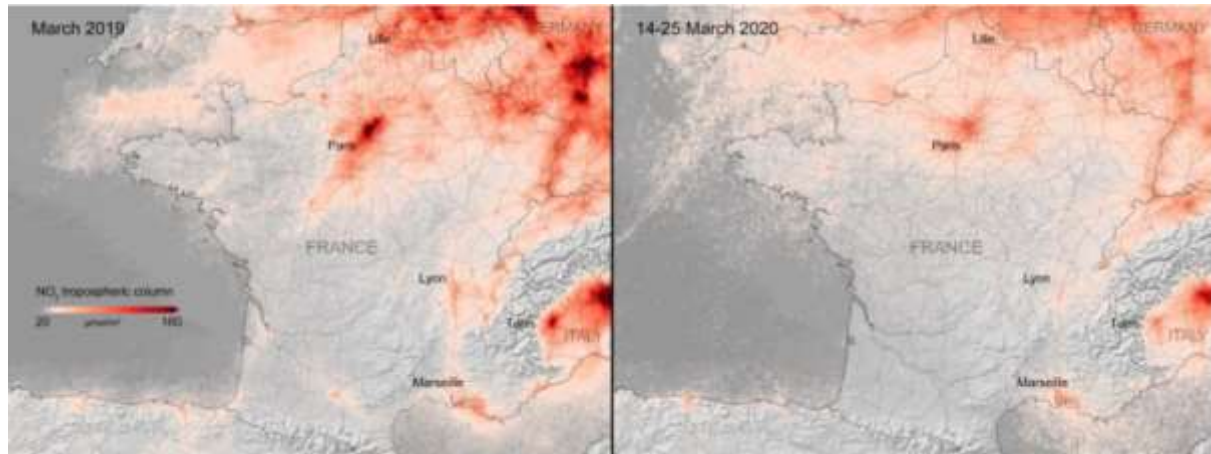 March 2019
Lille
GERMANY
Paris
FRANCE
Lyon
NO₂ tropospheric column
20
160
Turin
ITALY
Marseille
14-25 March 2020
Lille
GERMANY
Paris
FRANCE
Lyon
Turin
ITALY
Marseille